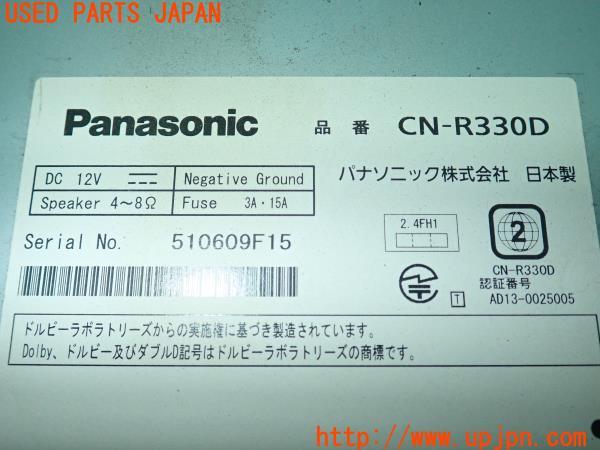 USED PARTS JAPAN
Panasonic 品番 CN-R330D
DC 12V Negative Ground
Speaker 4～8Ω Fuse 3A・15A
パナソニック株式会社 日本製
Serial No. 510609F15
2.4FH1
2
CN-R330D
認証番号
T AD13-0025005
ドルビーラボラトリーズからの実施権に基づき製造されています。
Dolby、ドルビー及びダブルD記号はドルビーラボラトリーズの商標です。
UPJ
http://www.upjpn.com/